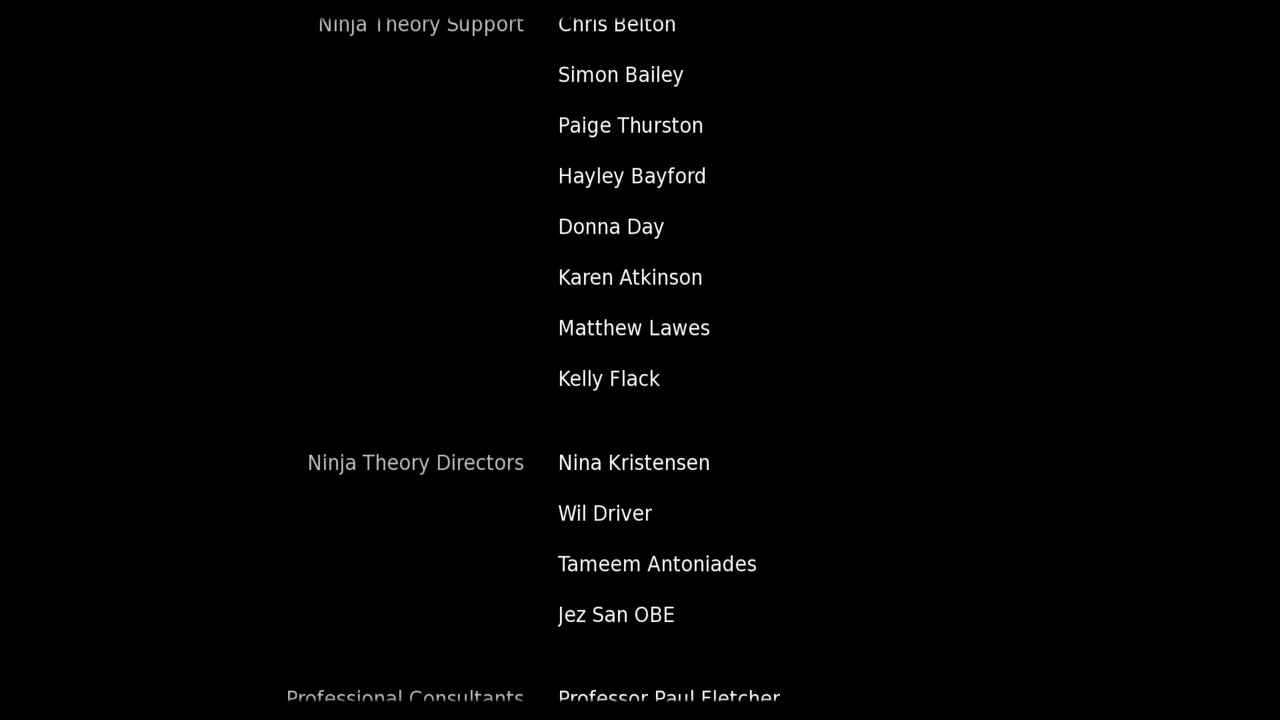 Ninja Theory Support Chris Belton
Simon Bailey
Paige Thurston
Hayley Bayford
Donna Day
Karen Atkinson
Matthew Lawes
Kelly Flack
Ninja Theory Directors Nina Kristensen
Wil Driver
Tameem Antoniades
Jez San OBE
Professional Consultants Professor Paul Fletcher